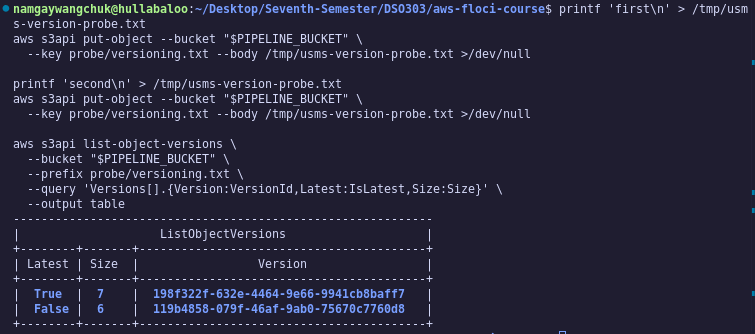 namgaywangchuk@hullabaloo:~/Desktop/Seventh-Semester/DSO303/aws-floci-course$ printf 'first\n' > /tmp/usm
s-version-probe.txt
aws s3api put-object --bucket "$PIPELINE_BUCKET" \
  --key probe/versioning.txt --body /tmp/usms-version-probe.txt >/dev/null

printf 'second\n' > /tmp/usms-version-probe.txt
aws s3api put-object --bucket "$PIPELINE_BUCKET" \
  --key probe/versioning.txt --body /tmp/usms-version-probe.txt >/dev/null

aws s3api list-object-versions \
  --bucket "$PIPELINE_BUCKET" \
  --prefix probe/versioning.txt \
  --query 'Versions[].{Version:VersionId,Latest:IsLatest,Size:Size}' \
  --output table
-------------------------------------------------------------
|                    ListObjectVersions                     |
+--------+-------+------------------------------------------+
| Latest | Size  |                 Version                  |
+--------+-------+------------------------------------------+
|  True  |  7    |  198f322f-632e-4464-9e66-9941cb8baff7    |
|  False |  6    |  119b4858-079f-46af-9ab0-75670c7760d8    |
+--------+-------+------------------------------------------+